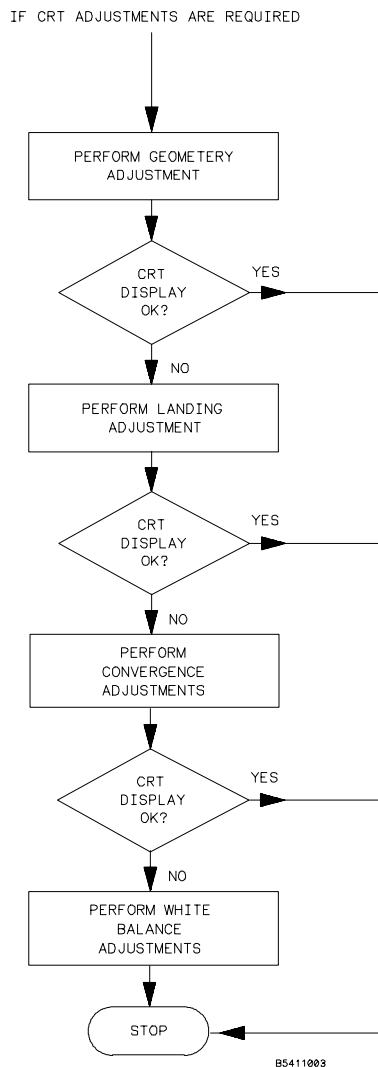 IF CRT ADJUSTMENTS ARE REQUIRED
PERFORM GEOMETERY
ADJUSTMENT
CRT
DISPLAY
OK?
YES
NO
PERFORM LANDING
ADJUSTMENT
CRT
DISPLAY
OK?
YES
NO
PERFORM
CONVERGENCE
ADJUSTMENTS
CRT
DISPLAY
OK?
YES
NO
PERFORM WHITE
BALANCE
ADJUSTMENTS
STOP
B5411003